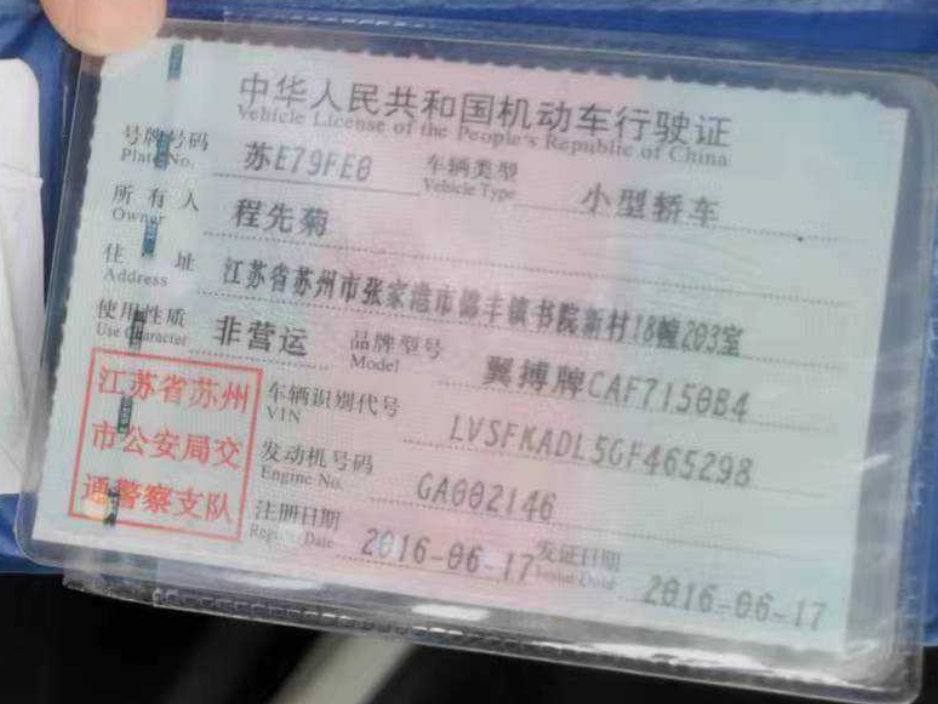 中华人民共和国机动车行驶证
Vehicle License of the People's Republic of China
号牌号码 苏E79FE0 车辆类型 小型轿车
Plate No. Vehicle Type
所有人 程先菊
Owner
住址 江苏省苏州市张家港市锦丰镇书院新村18幢203室
Address
使用性质 非营运 品牌型号 翼搏牌CAF7150B4
Use Character Model
江苏省苏州
市公安局交
通警察支队
车辆识别代号 LVSFKADL5GF465298
VIN
发动机号码 GA002146
Engine No.
注册日期 2016-06-17 发证日期 2016-06-17
Register Date Issue Date